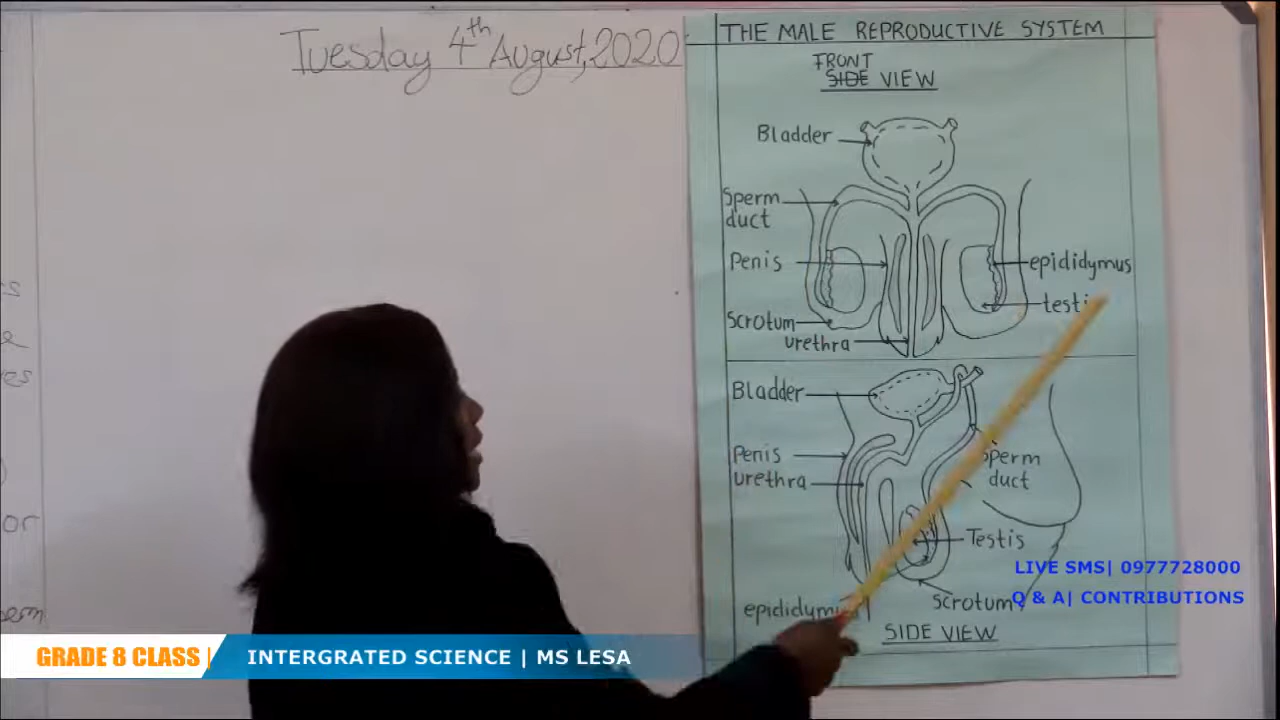 Tuesday 4th August, 2020
THE MALE REPRODUCTIVE SYSTEM
FRONT
SIDE VIEW
Bladder
Sperm
duct
Penis
epididymus
Scrotum
urethra
Bladder
Penis
urethra
Sperm
duct
Testis
Scrotum
SIDE VIEW
or
LIVE SMS| 0977728000
Q & A| CONTRIBUTIONS
GRADE 8 CLASS |
INTERGRATED SCIENCE | MS LESA